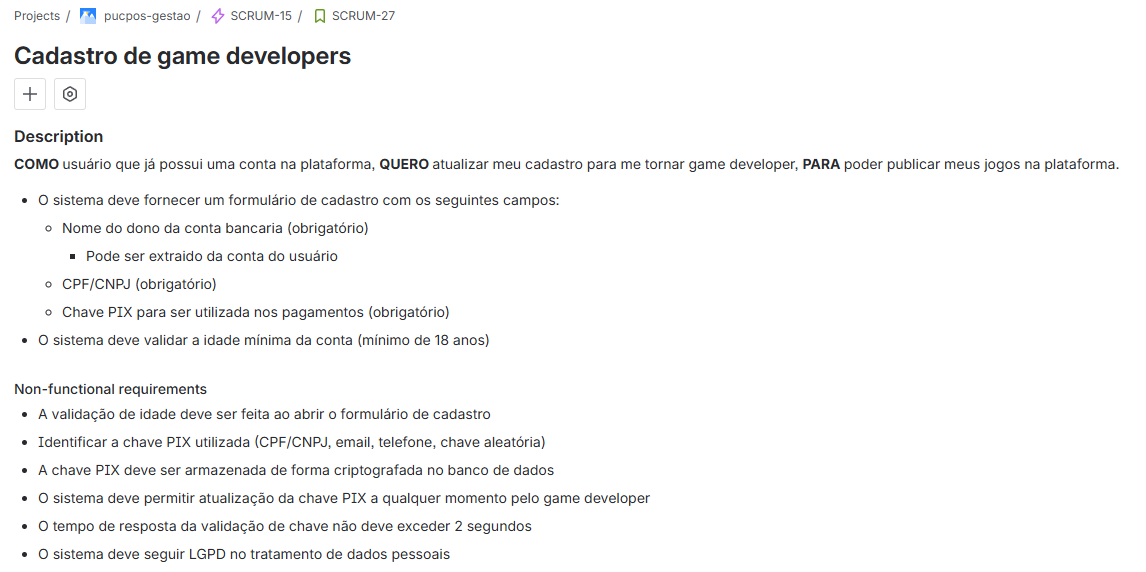 Projects / pucpos-gestao / SCRUM-15 / SCRUM-27
Cadastro de game developers
Description
COMO usuário que já possui uma conta na plataforma, QUERO atualizar meu cadastro para me tornar game developer, PARA poder publicar meus jogos na plataforma.
O sistema deve fornecer um formulário de cadastro com os seguintes campos:
Nome do dono da conta bancaria (obrigatório)
Pode ser extraido da conta do usuário
CPF/CNPJ (obrigatório)
Chave PIX para ser utilizada nos pagamentos (obrigatório)
O sistema deve validar a idade mínima da conta (mínimo de 18 anos)
Non-functional requirements
A validação de idade deve ser feita ao abrir o formulário de cadastro
Identificar a chave PIX utilizada (CPF/CNPJ, email, telefone, chave aleatória)
A chave PIX deve ser armazenada de forma criptografada no banco de dados
O sistema deve permitir atualização da chave PIX a qualquer momento pelo game developer
O tempo de resposta da validação de chave não deve exceder 2 segundos
O sistema deve seguir LGPD no tratamento de dados pessoais